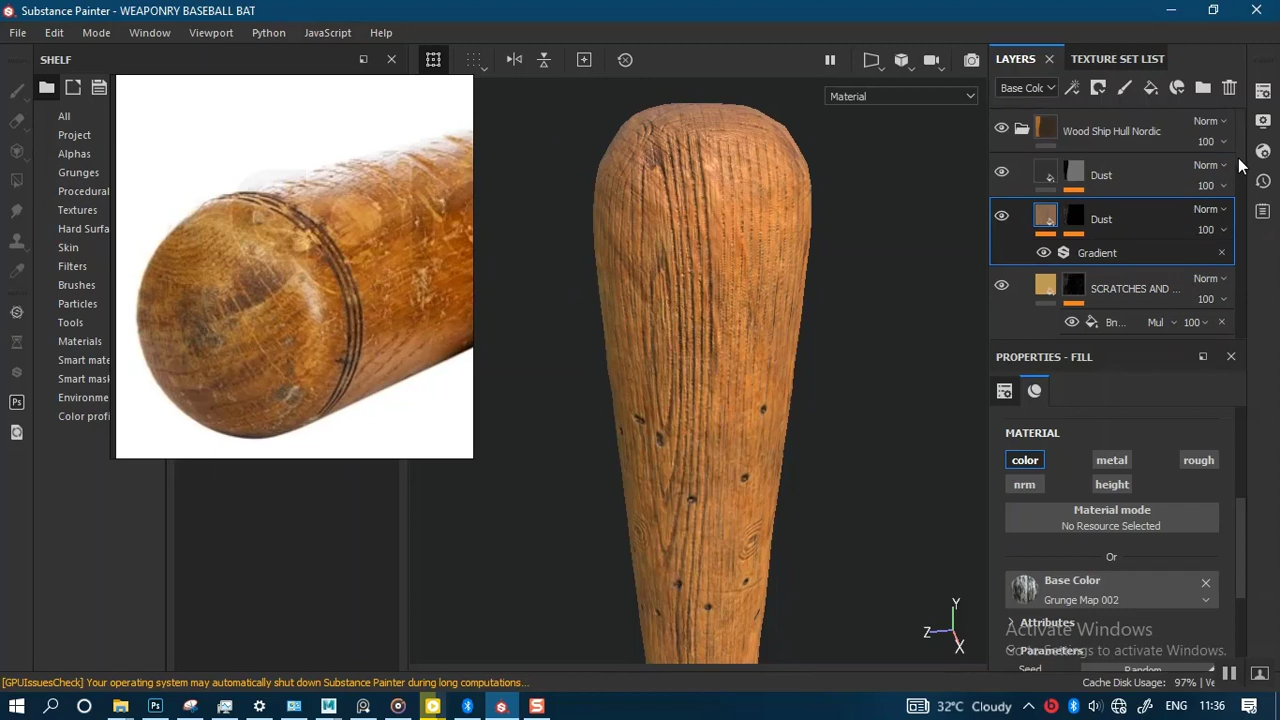 Substance Painter - WEAPONRY BASEBALL BAT
File Edit Mode Window Viewport Python JavaScript Help
SHELF
LAYERS
TEXTURE SET LIST
Material
Base Colc
All
Project
Alphas
Grunges
Procedural
Textures
Hard Surfa
Skin
Filters
Brushes
Particles
Tools
Materials
Smart mate
Smart mask
Environme
Color profi
Wood Ship Hull Nordic
Norm
100
Dust
Norm
100
Dust
Norm
100
Gradient
SCRATCHES AND ...
Norm
100
Bn... Mul 100
PROPERTIES - FILL
MATERIAL
color metal rough
nrm height
Material mode
No Resource Selected
Or
Base Color
Grunge Map 002
Attributes
Parameters
Seed Random
Activate Windows
Go to Settings to activate Windows.
Y
Z
X
[GPUIssuesCheck] Your operating system may automatically shut down Substance Painter during long computations...
Cache Disk Usage: 97% | Ve
Ps
32°C Cloudy
ENG
11:36